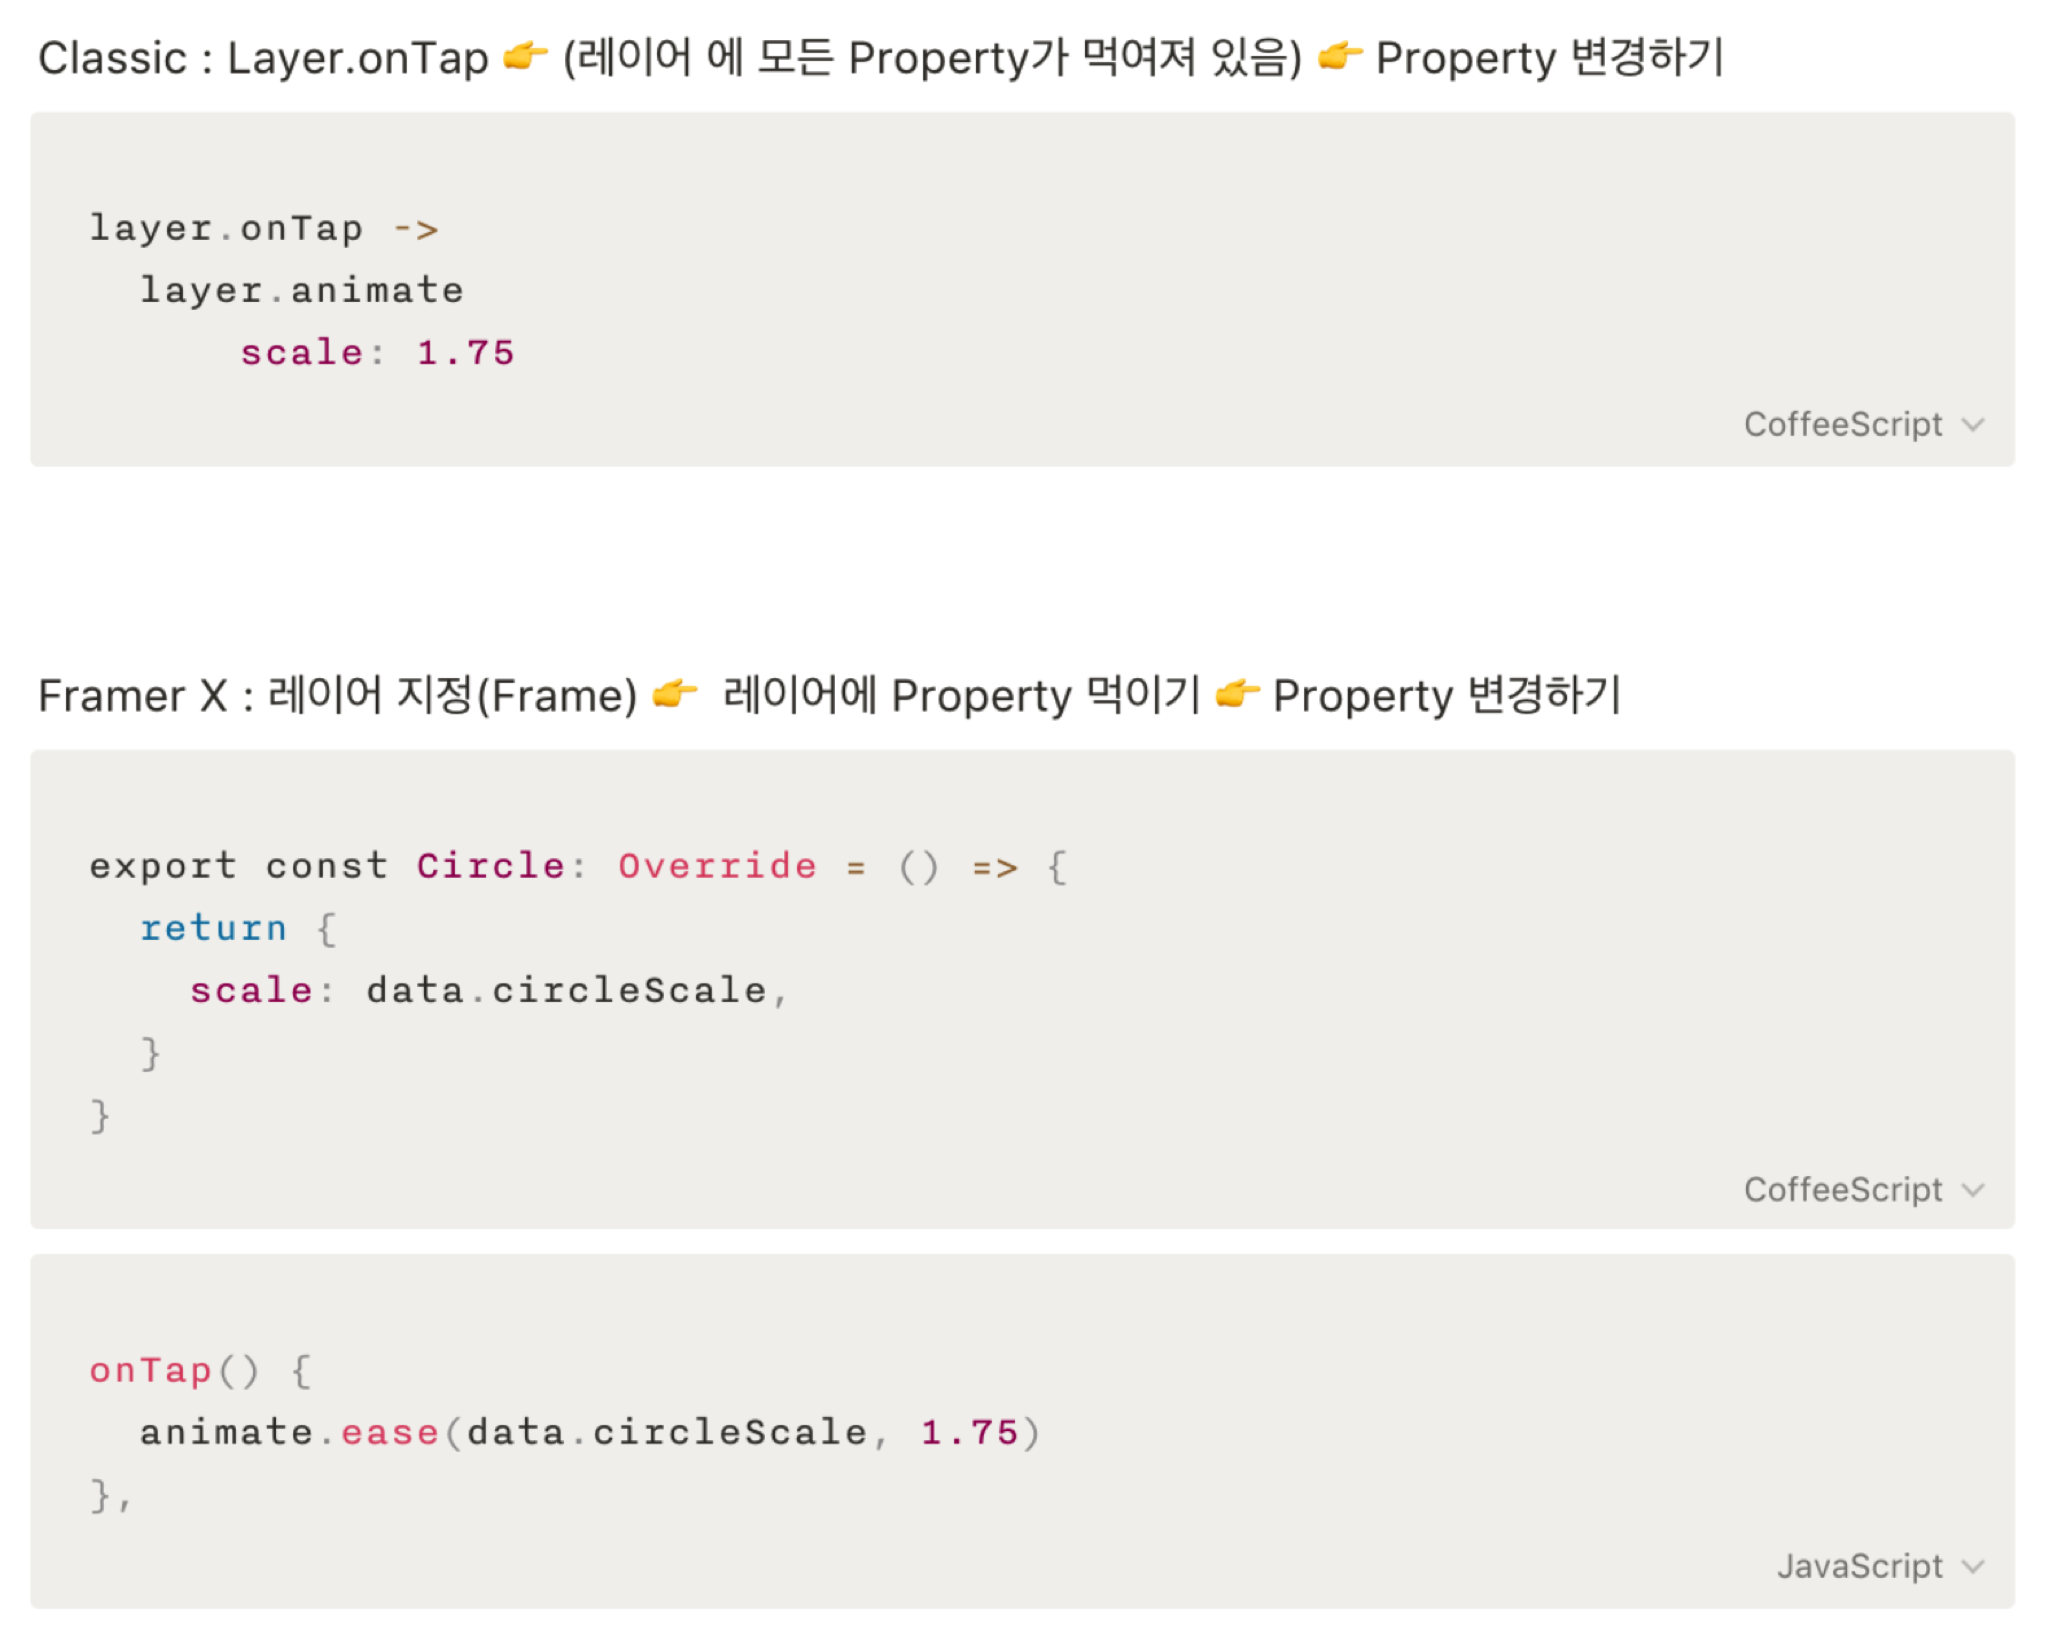 Classic : Layer.onTap 👉 (레이어 에 모든 Property가 먹여져 있음) 👉 Property 변경하기
layer.onTap ->
layer.animate
scale: 1.75
CoffeeScript
Framer X : 레이어 지정(Frame) 👉 레이어에 Property 먹이기 👉 Property 변경하기
export const Circle: Override = () => {
return {
scale: data.circleScale,
}
}
CoffeeScript
onTap() {
animate.ease(data.circleScale, 1.75)
},
JavaScript